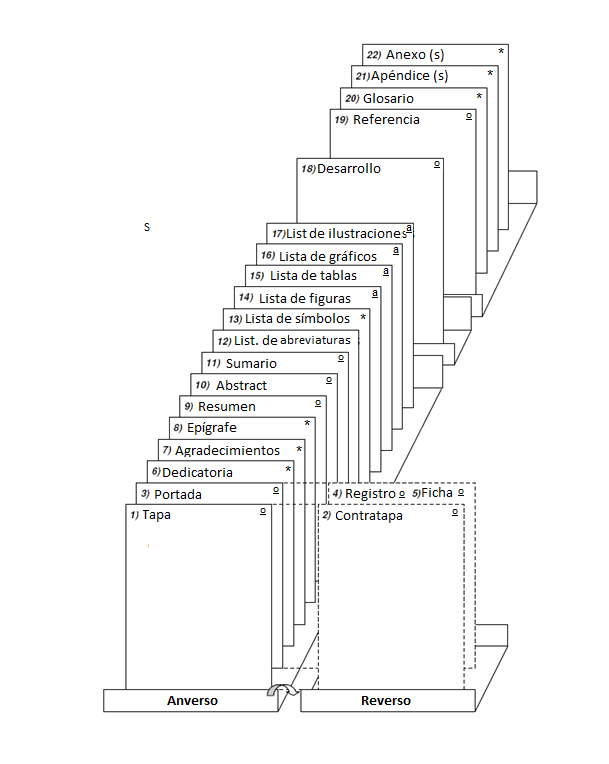 22) Anexo (s) *
21) Apéndice (s) *
20) Glosario *
19) Referencia o
18) Desarrollo o
S
17) List de ilustraciones a
16) Lista de gráficos a
15) Lista de tablas a
14) Lista de figuras a
13) Lista de símbolos *
12) List. de abreviaturas
11) Sumario o
10) Abstract o
9) Resumen o
8) Epígrafe *
7) Agradecimientos *
6) Dedicatoria *
3) Portada o
4) Registro o 5) Ficha o
1) Tapa o
2) Contratapa o
Anverso
Reverso